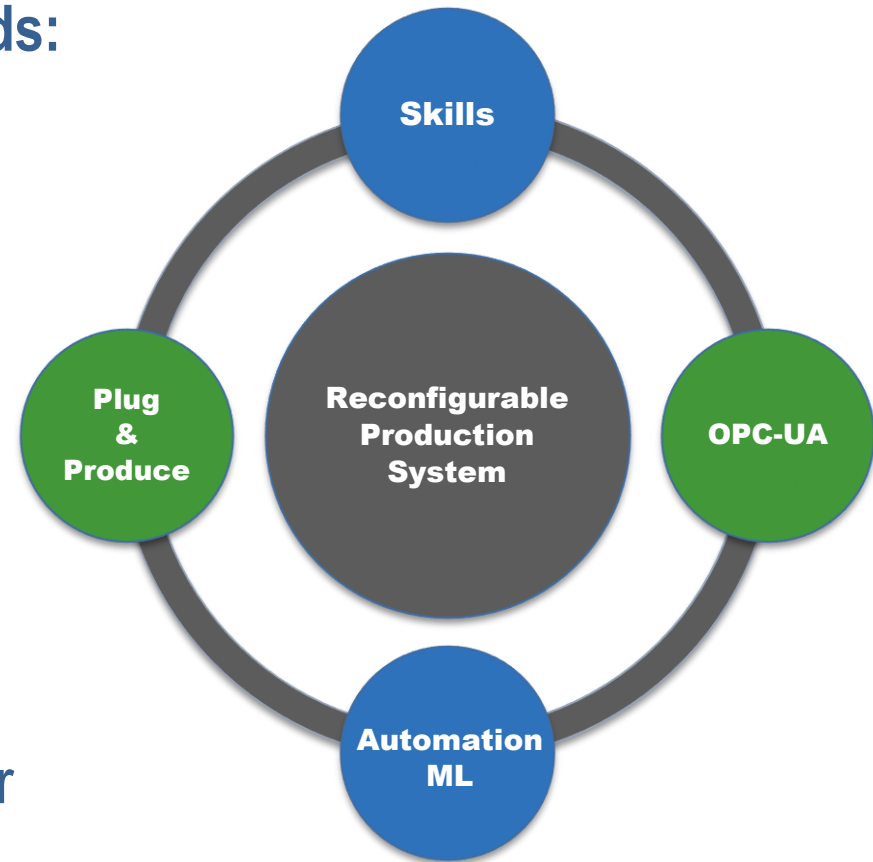 ds:
Skills
Plug
&
Produce
Reconfigurable
Production
System
OPC-UA
Automation
ML
r